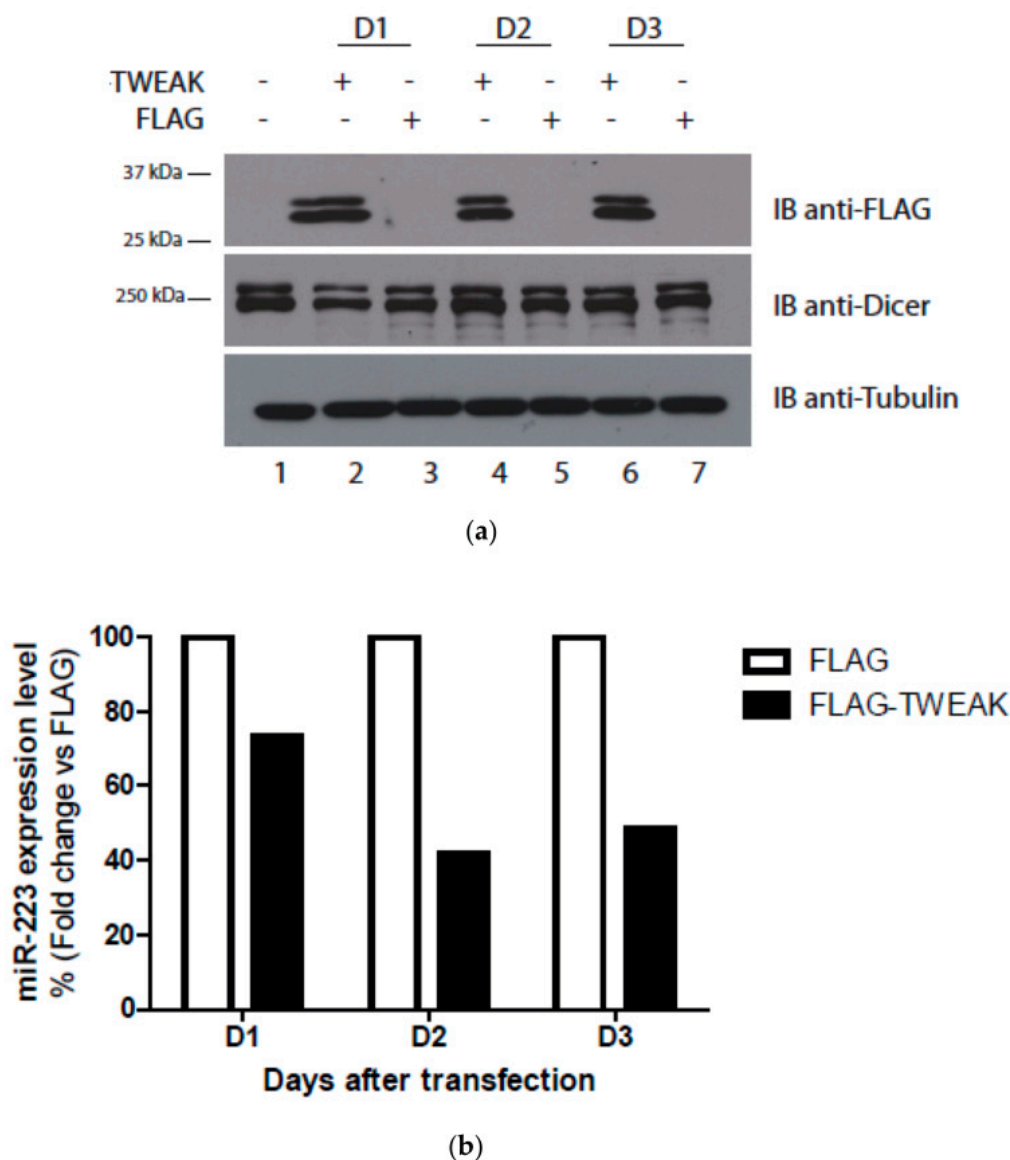 D1 D2 D3
TWEAK - + - + - + -
FLAG - - + - + - +
37 kDa
IB anti-FLAG
25 kDa
250 kDa
IB anti-Dicer
IB anti-Tubulin
1 2 3 4 5 6 7
(a)
miR-223 expression level
% (Fold change vs FLAG)
100
80
60
40
20
0
FLAG
FLAG-TWEAK
D1 D2 D3
Days after transfection
(b)